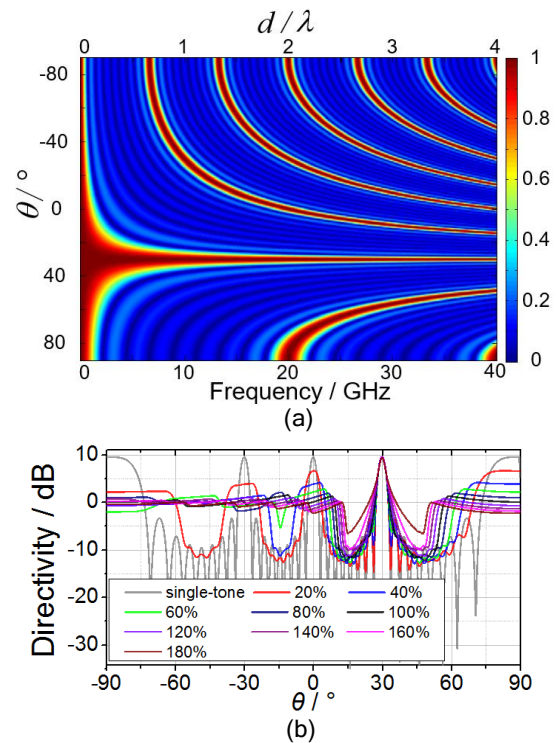 d / λ
0 1 2 3 4
-80
-40
0
40
80
θ / °
1
0.8
0.6
0.4
0.2
0
10 20 30 40
Frequency / GHz
(a)
10
0
-10
-20
-30
Directivity / dB
single-tone 20% 40%
60% 80% 100%
120% 140% 160%
180%
-90 -60 -30 0 30 60 90
θ / °
(b)